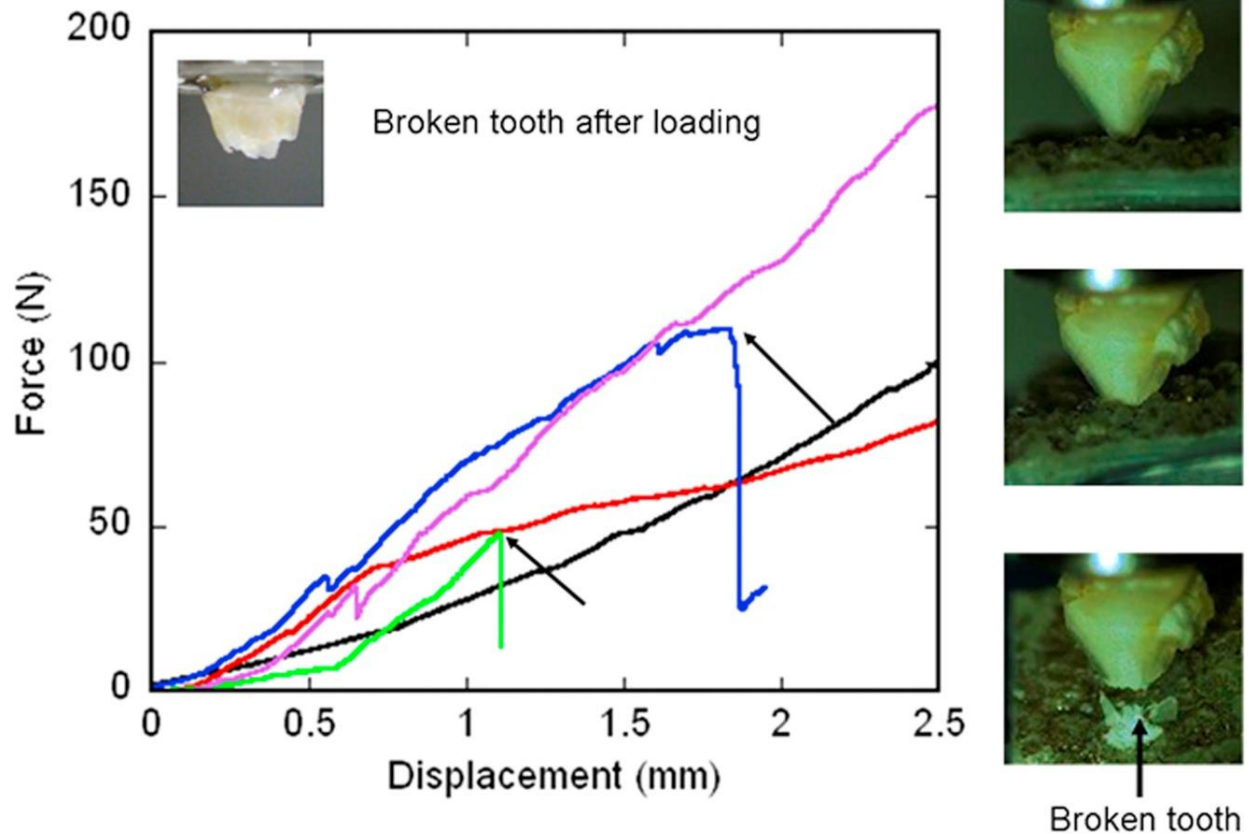 200
150
100
50
0
Force (N)
Broken tooth after loading
0 0.5 1 1.5 2 2.5
Displacement (mm)
Broken tooth